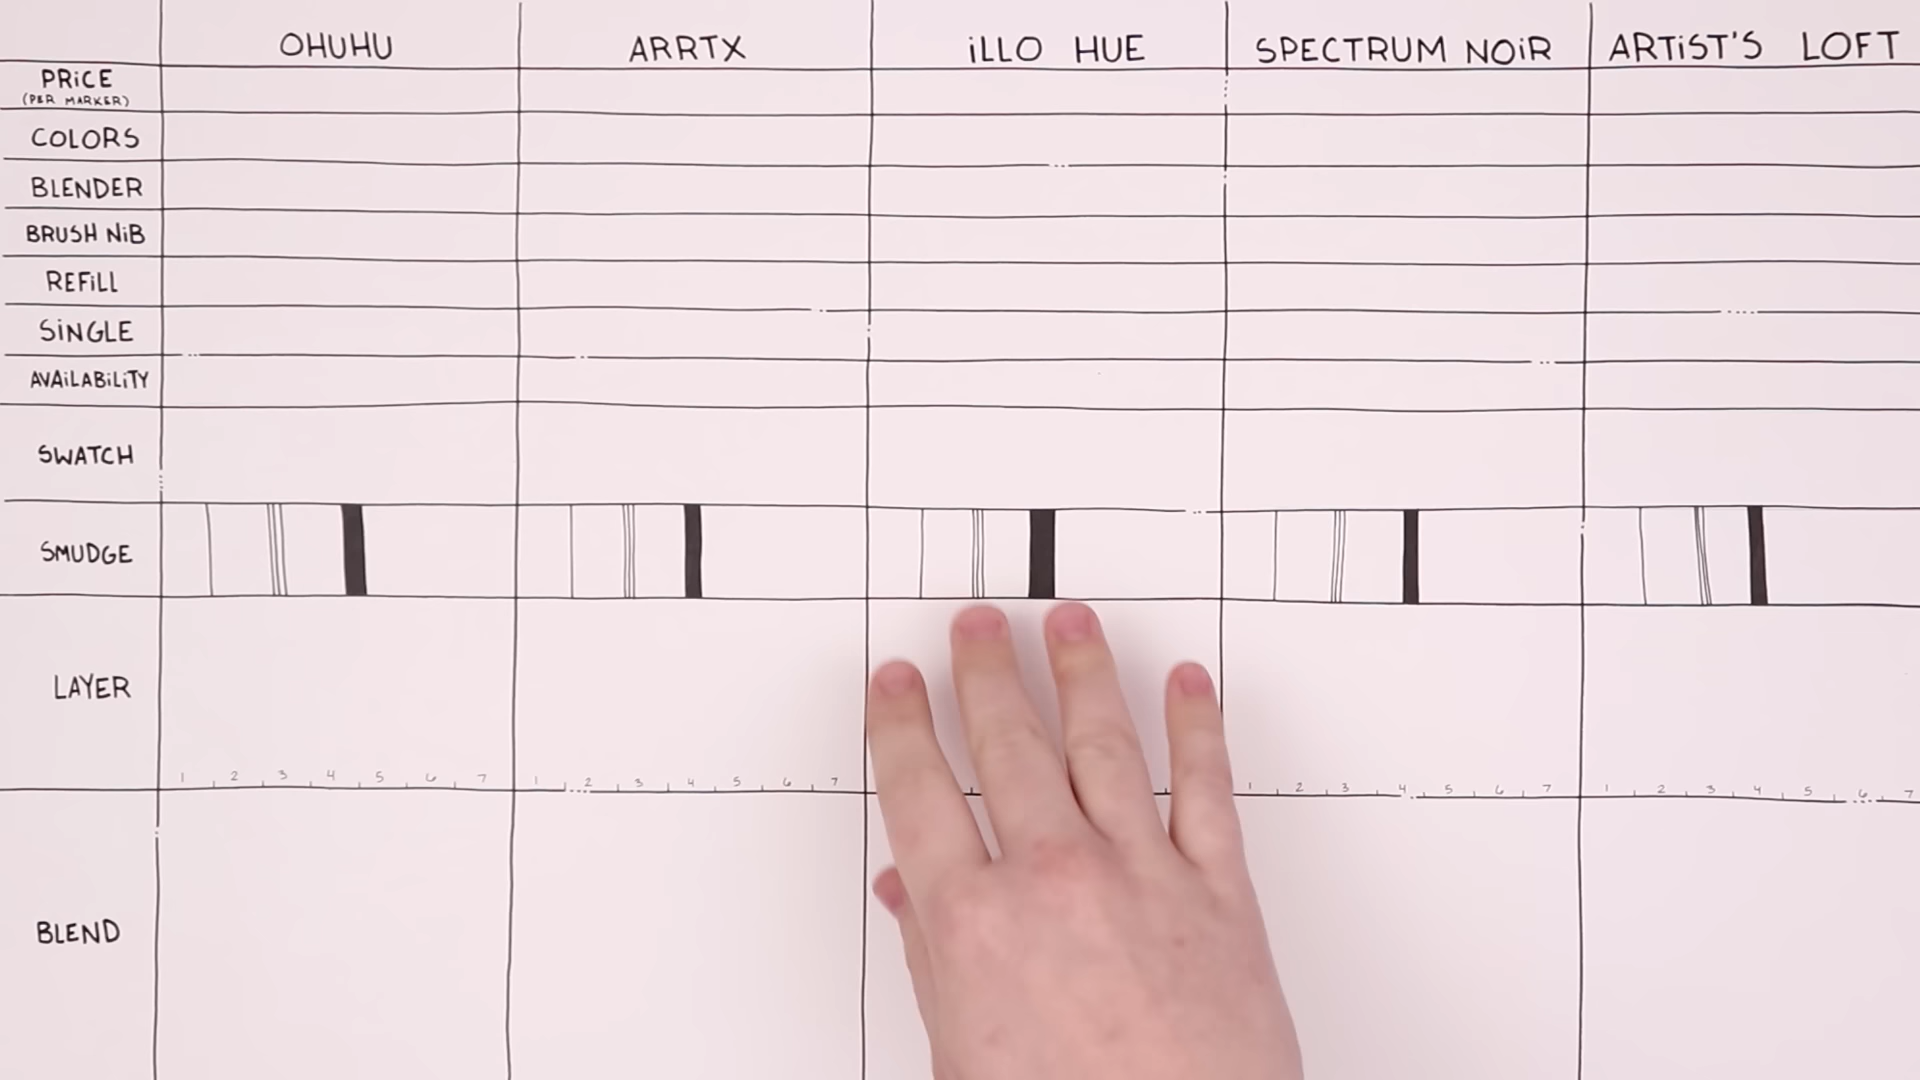 OHUHU ARRTX iLLO HUE SPECTRUM NOiR ARTiST'S LOFT
PRiCE
(PER MARKER)
COLORS
BLENDER
BRUSH NiB
REFiLL
SiNGLE
AVAiLABiLiTY
SWATCH
SMUDGE
LAYER
1 2 3 4 5 6 7 1 2 3 4 5 6 7 1 2 3 4 5 6 7 1 2 3 4 5 6 7
BLEND